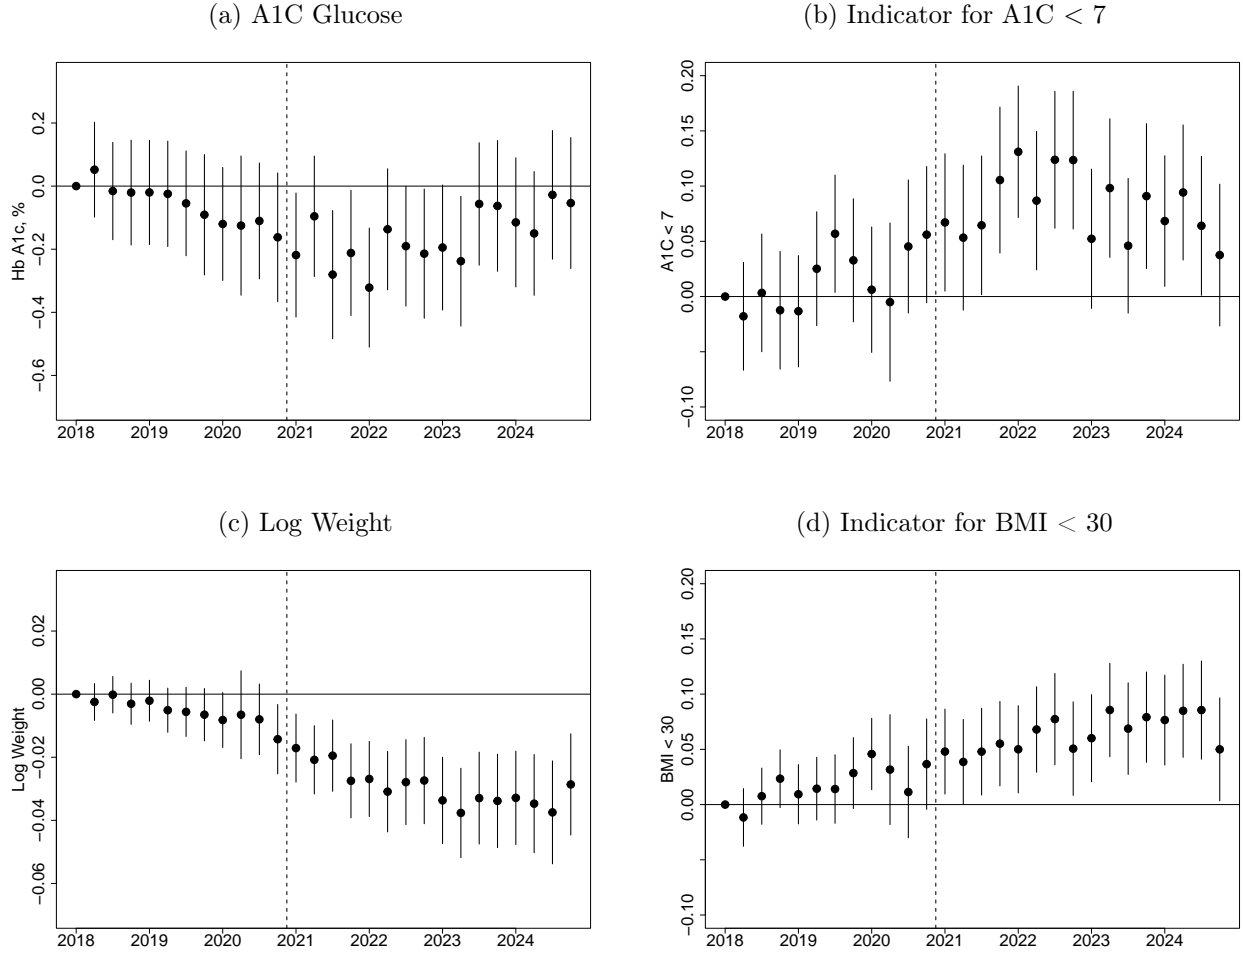 (a) A1C Glucose
Hb A1c, %
0.2
0.0
−0.2
−0.4
−0.6
2018 2019 2020 2021 2022 2023 2024
(b) Indicator for A1C < 7
A1C < 7
0.20
0.15
0.10
0.05
0.00
−0.10
2018 2019 2020 2021 2022 2023 2024
(c) Log Weight
Log Weight
0.02
0.00
−0.02
−0.04
−0.06
2018 2019 2020 2021 2022 2023 2024
(d) Indicator for BMI < 30
BMI < 30
0.20
0.15
0.10
0.05
0.00
−0.10
2018 2019 2020 2021 2022 2023 2024